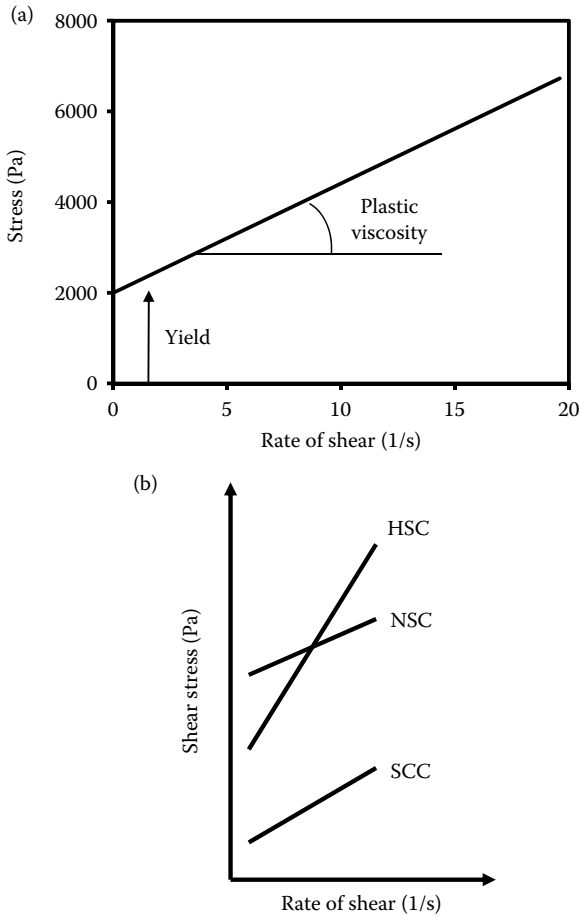 (a)
8000
6000
4000
2000
0
Stress (Pa)
Plastic
viscosity
Yield
0
5
10
15
20
Rate of shear (1/s)
(b)
HSC
NSC
SCC
Shear stress (Pa)
Rate of shear (1/s)